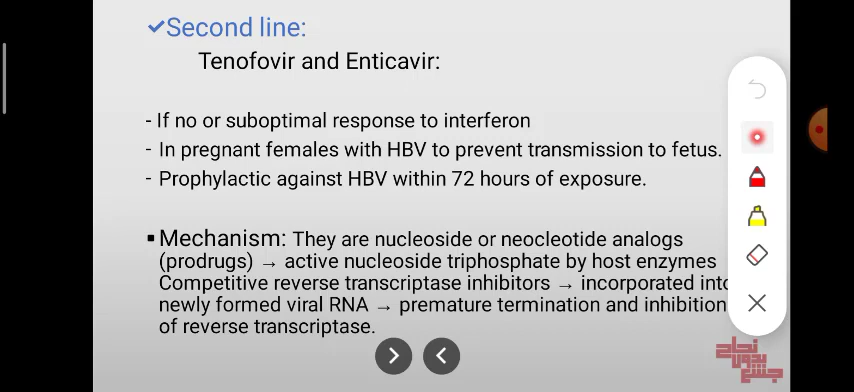 ✓Second line:
Tenofovir and Enticavir:
- If no or suboptimal response to interferon
- In pregnant females with HBV to prevent transmission to fetus.
- Prophylactic against HBV within 72 hours of exposure.
▪ Mechanism: They are nucleoside or neocleotide analogs
(prodrugs) → active nucleoside triphosphate by host enzymes
Competitive reverse transcriptase inhibitors → incorporated into
newly formed viral RNA → premature termination and inhibition
of reverse transcriptase.
نجاح
بدون
جشع